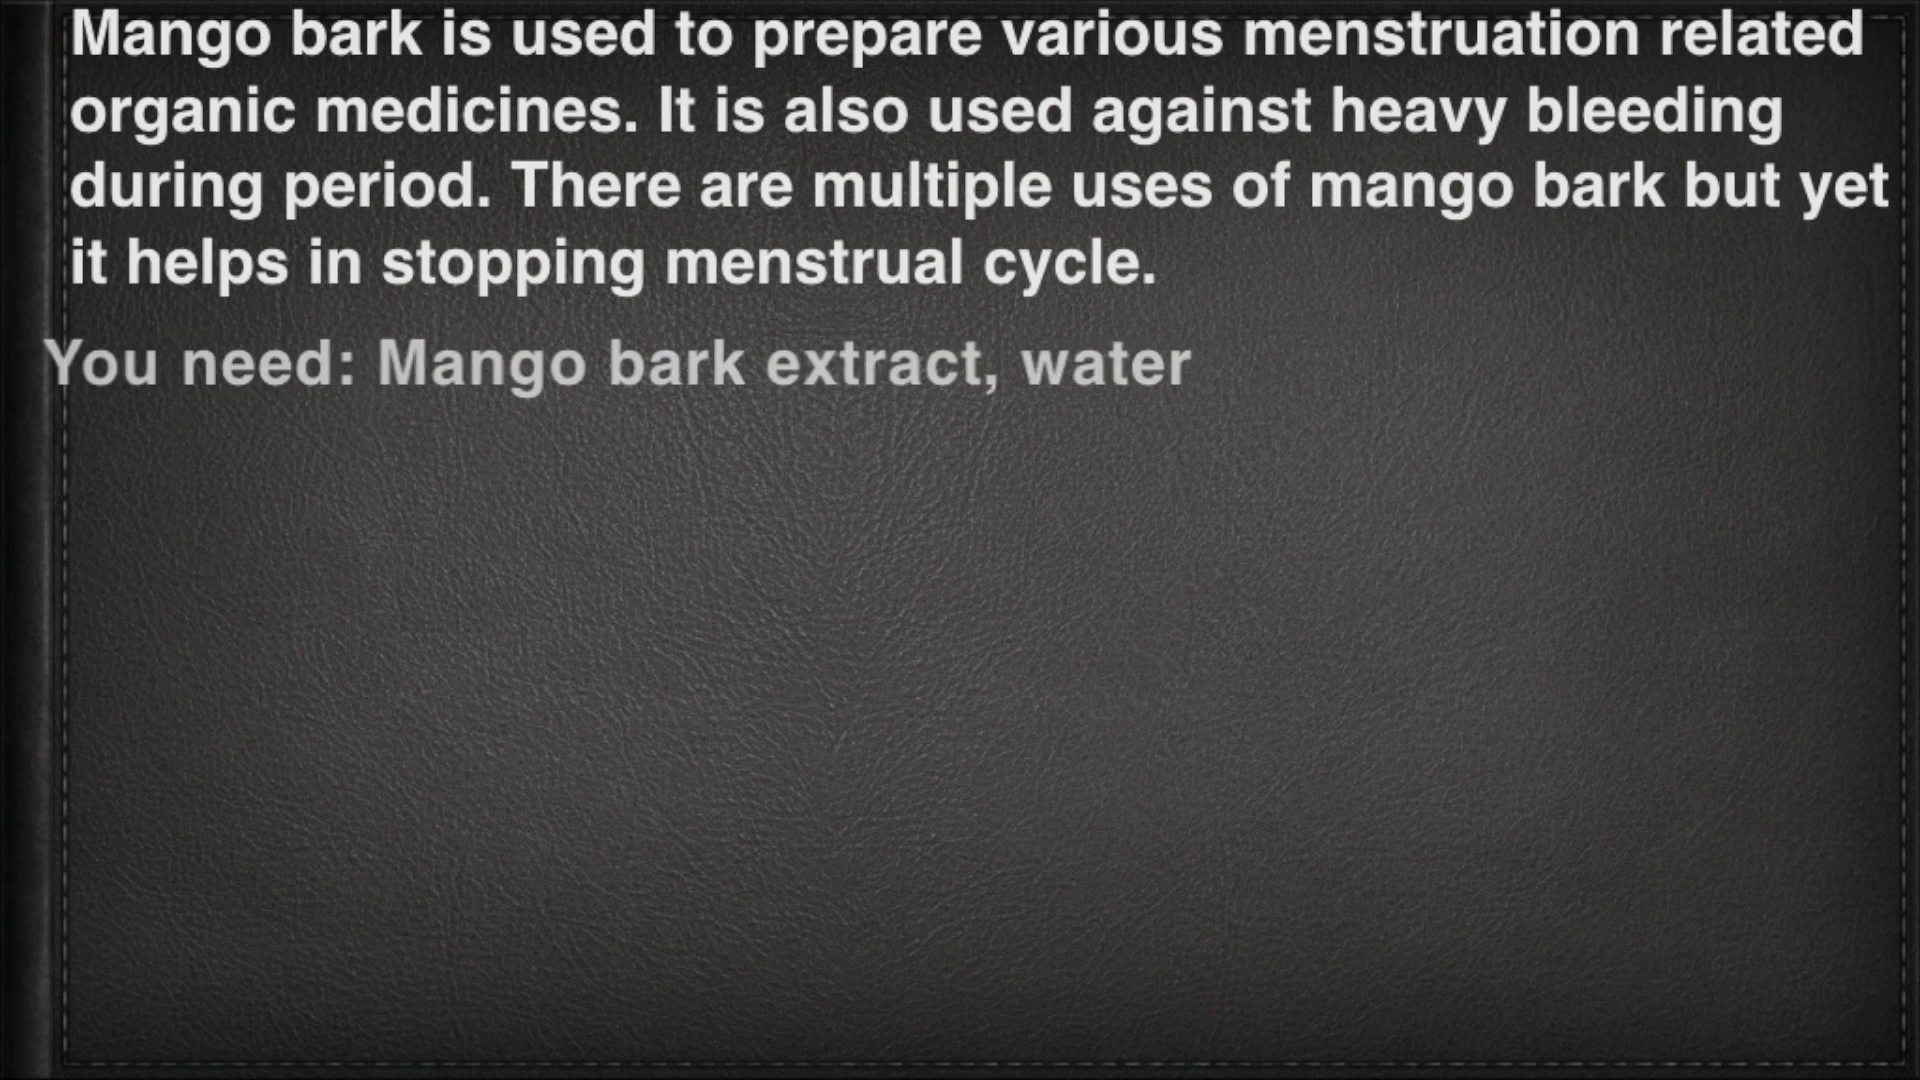 Mango bark is used to prepare various menstruation related
organic medicines. It is also used against heavy bleeding
during period. There are multiple uses of mango bark but yet
it helps in stopping menstrual cycle.
You need: Mango bark extract, water